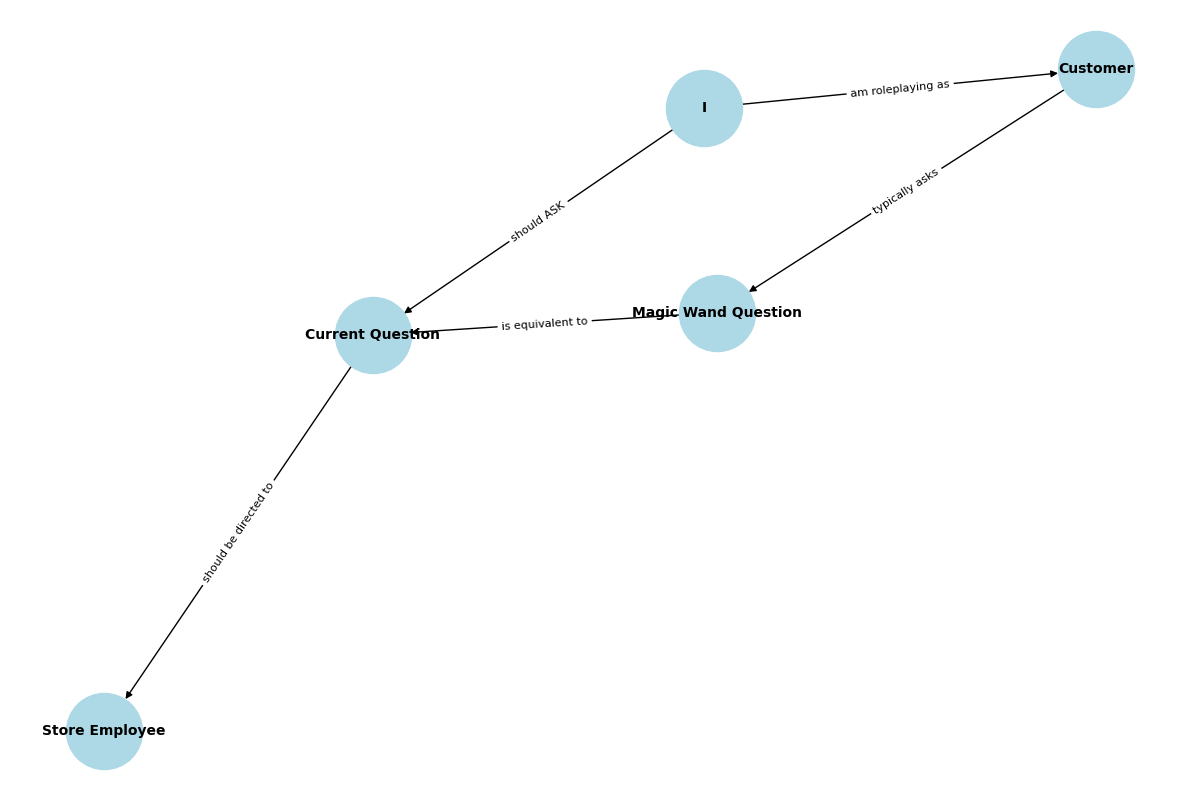 Customer
am roleplaying as
I
typically asks
should ASK
Magic Wand Question
is equivalent to
Current Question
should be directed to
Store Employee